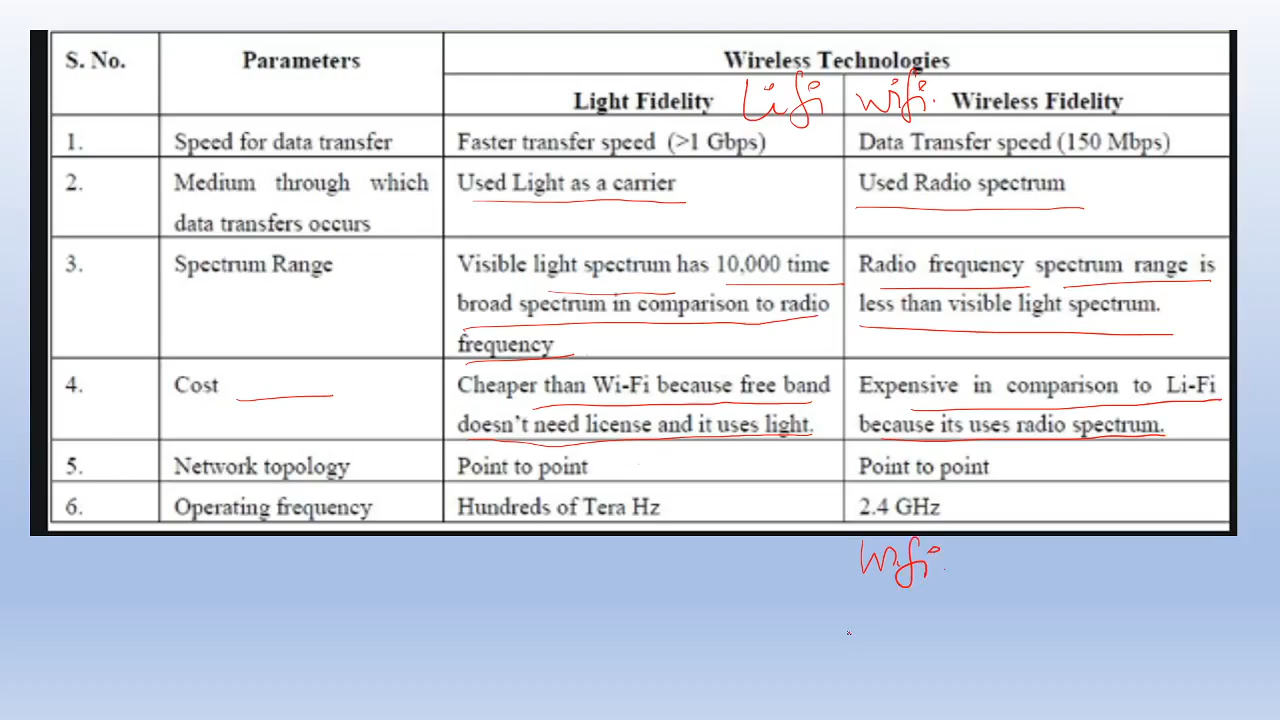 S. No. Parameters Wireless Technologies
Light Fidelity Lifi wifi. Wireless Fidelity
1. Speed for data transfer Faster transfer speed (>1 Gbps) Data Transfer speed (150 Mbps)
2. Medium through which Used Light as a carrier Used Radio spectrum
data transfers occurs
3. Spectrum Range Visible light spectrum has 10,000 time Radio frequency spectrum range is
broad spectrum in comparison to radio less than visible light spectrum.
frequency
4. Cost Cheaper than Wi-Fi because free band Expensive in comparison to Li-Fi
doesn't need license and it uses light. because its uses radio spectrum.
5. Network topology Point to point Point to point
6. Operating frequency Hundreds of Tera Hz 2.4 GHz
wifi.